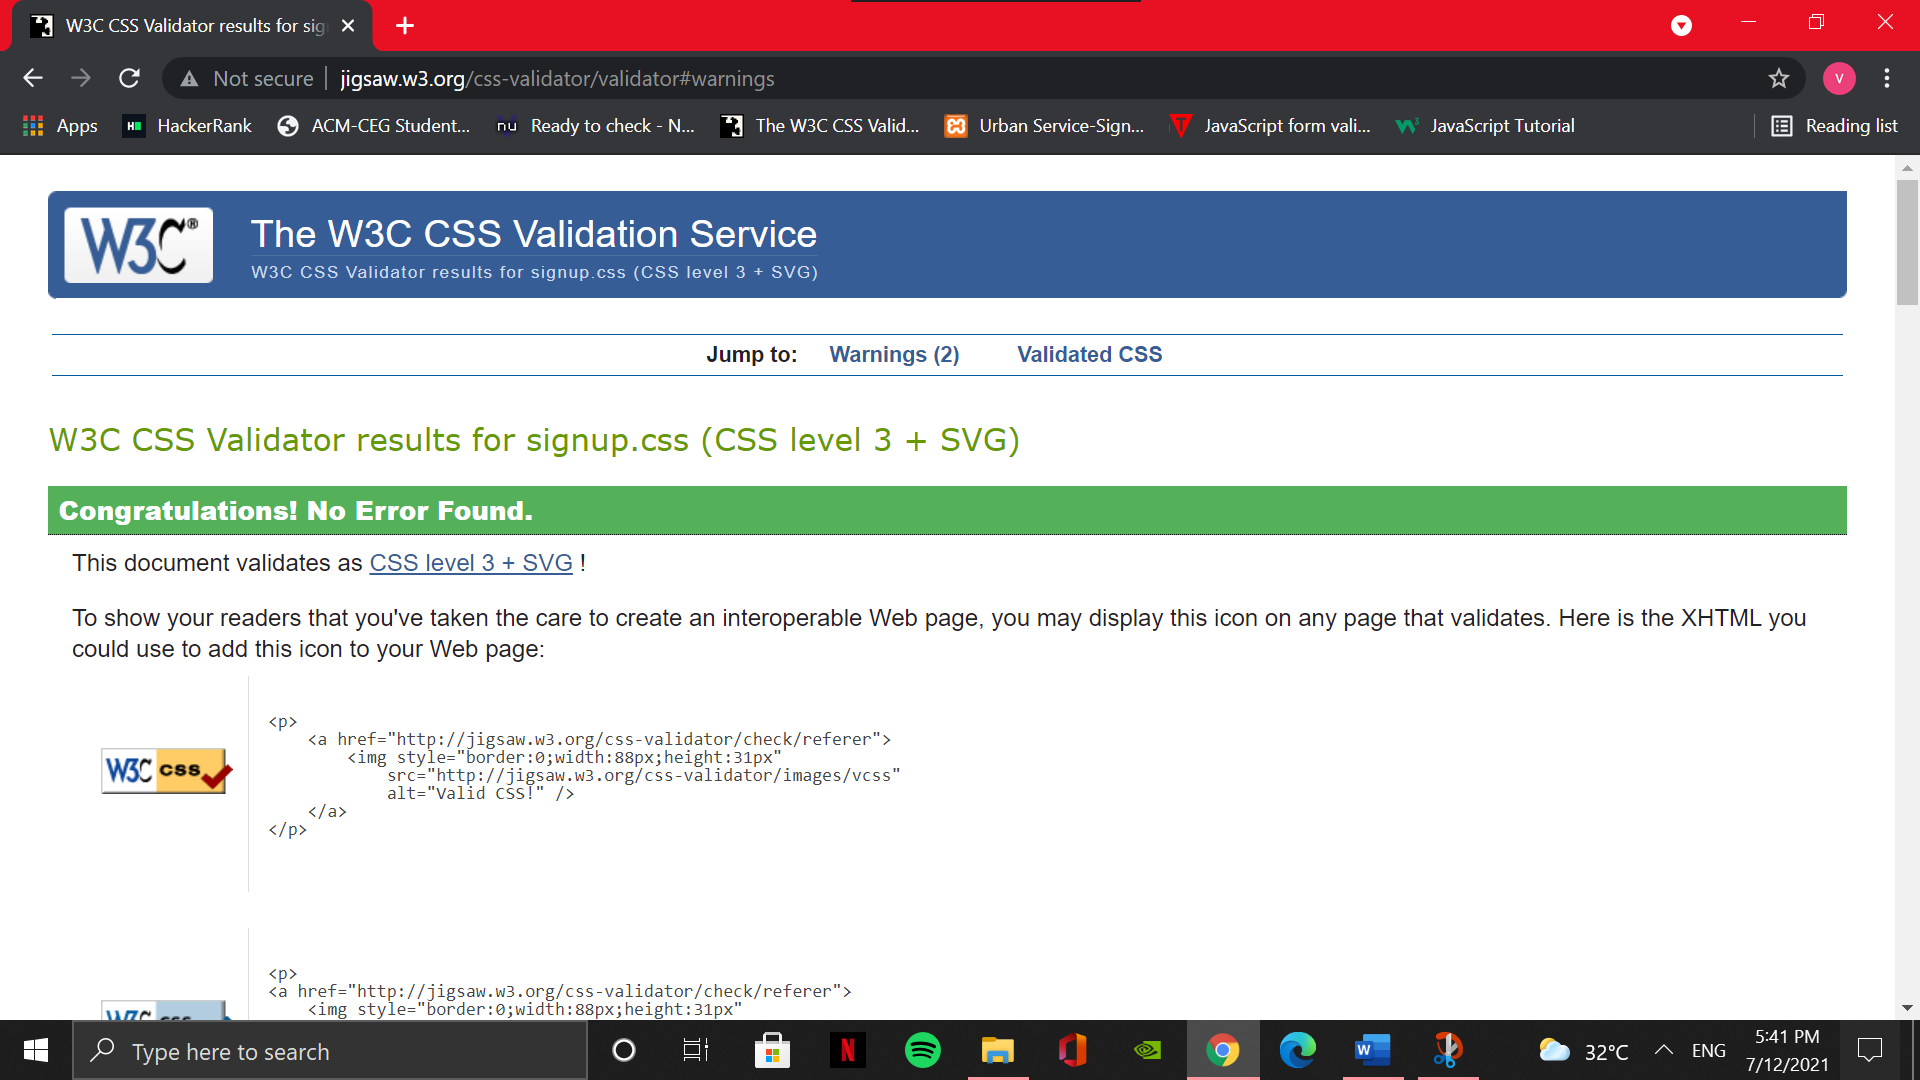 W3C CSS Validator results for sig
Not secure
jigsaw.w3.org/css-validator/validator#warnings
V
Apps
HackerRank
ACM-CEG Student...
nu
Ready to check - N...
The W3C CSS Valid...
Urban Service-Sign...
JavaScript form vali...
JavaScript Tutorial
Reading list
W3C®
The W3C CSS Validation Service
W3C CSS Validator results for signup.css (CSS level 3 + SVG)
Jump to: Warnings (2) Validated CSS
W3C CSS Validator results for signup.css (CSS level 3 + SVG)
Congratulations! No Error Found.
This document validates as CSS level 3 + SVG !
To show your readers that you've taken the care to create an interoperable Web page, you may display this icon on any page that validates. Here is the XHTML you
could use to add this icon to your Web page:
W3C css
<p>
<a href="http://jigsaw.w3.org/css-validator/check/referer">
<img style="border:0;width:88px;height:31px"
src="http://jigsaw.w3.org/css-validator/images/vcss"
alt="Valid CSS!" />
</a>
</p>
W3C css
<p>
<a href="http://jigsaw.w3.org/css-validator/check/referer">
<img style="border:0;width:88px;height:31px"
Type here to search
32°C
ENG
5:41 PM
7/12/2021